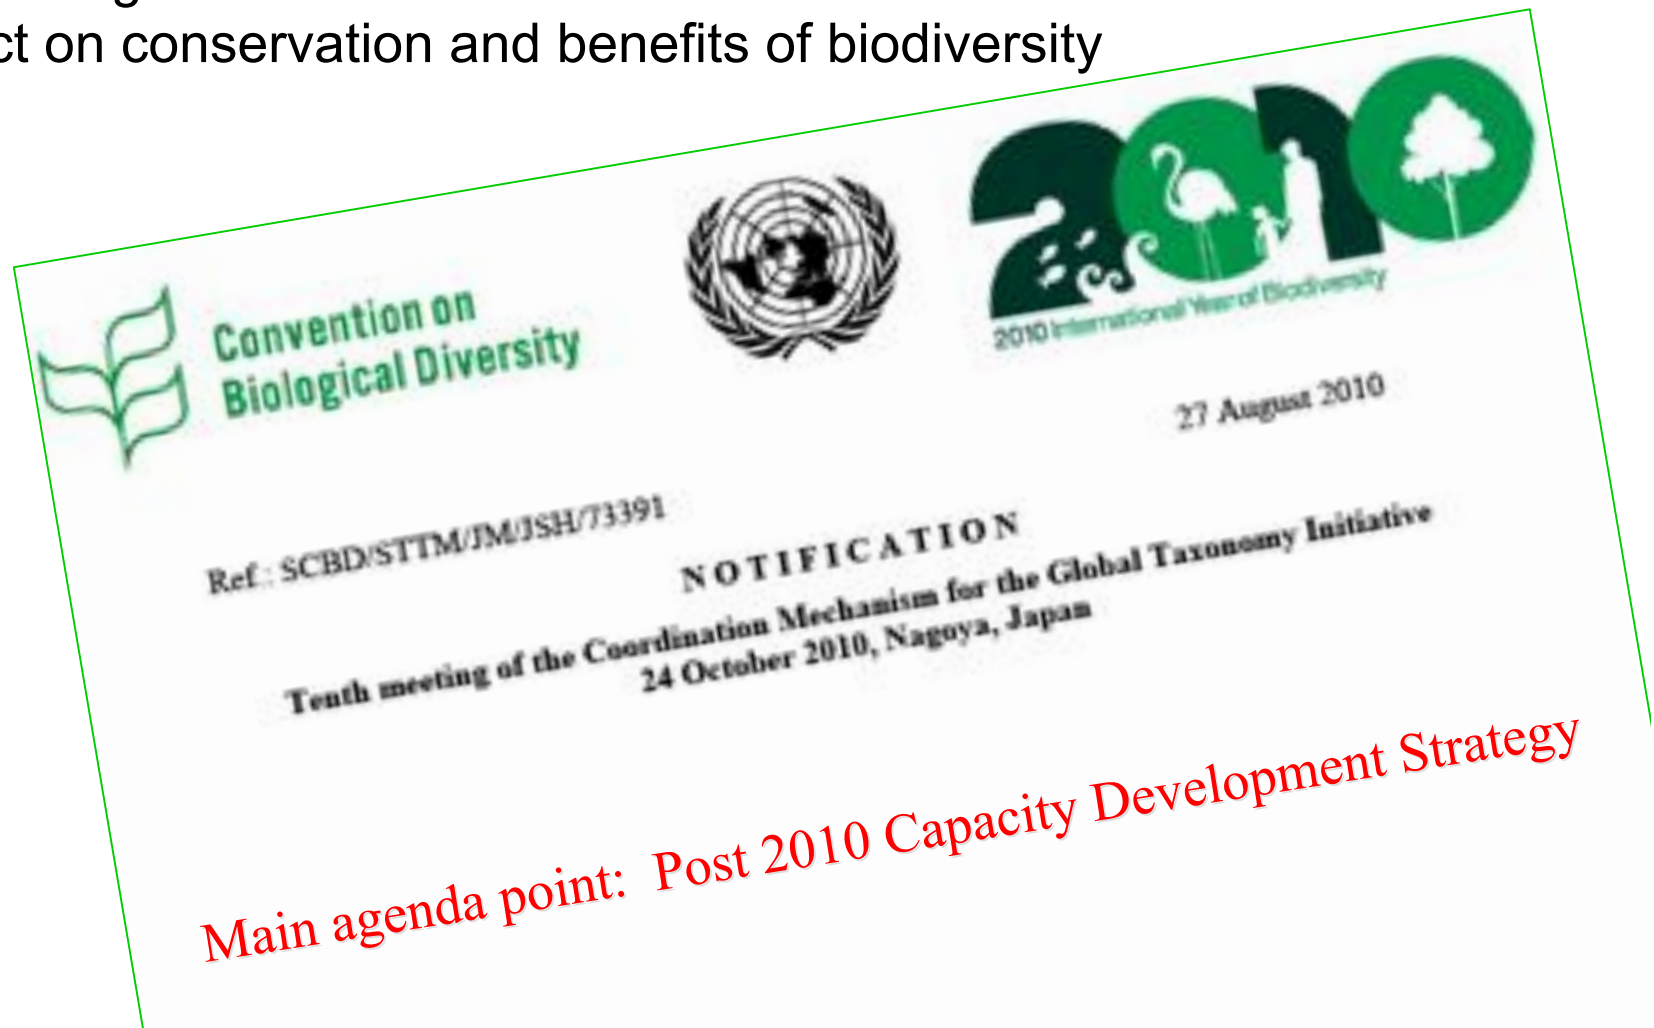 ct on conservation and benefits of biodiversity
2010
2010 International Year of Biodiversity
Convention on
Biological Diversity
27 August 2010
Ref.: SCBD/STTM/JM/JSH/73391
NOTIFICATION
Tenth meeting of the Coordination Mechanism for the Global Taxonomy Initiative
24 October 2010, Nagoya, Japan
Main agenda point: Post 2010 Capacity Development Strategy